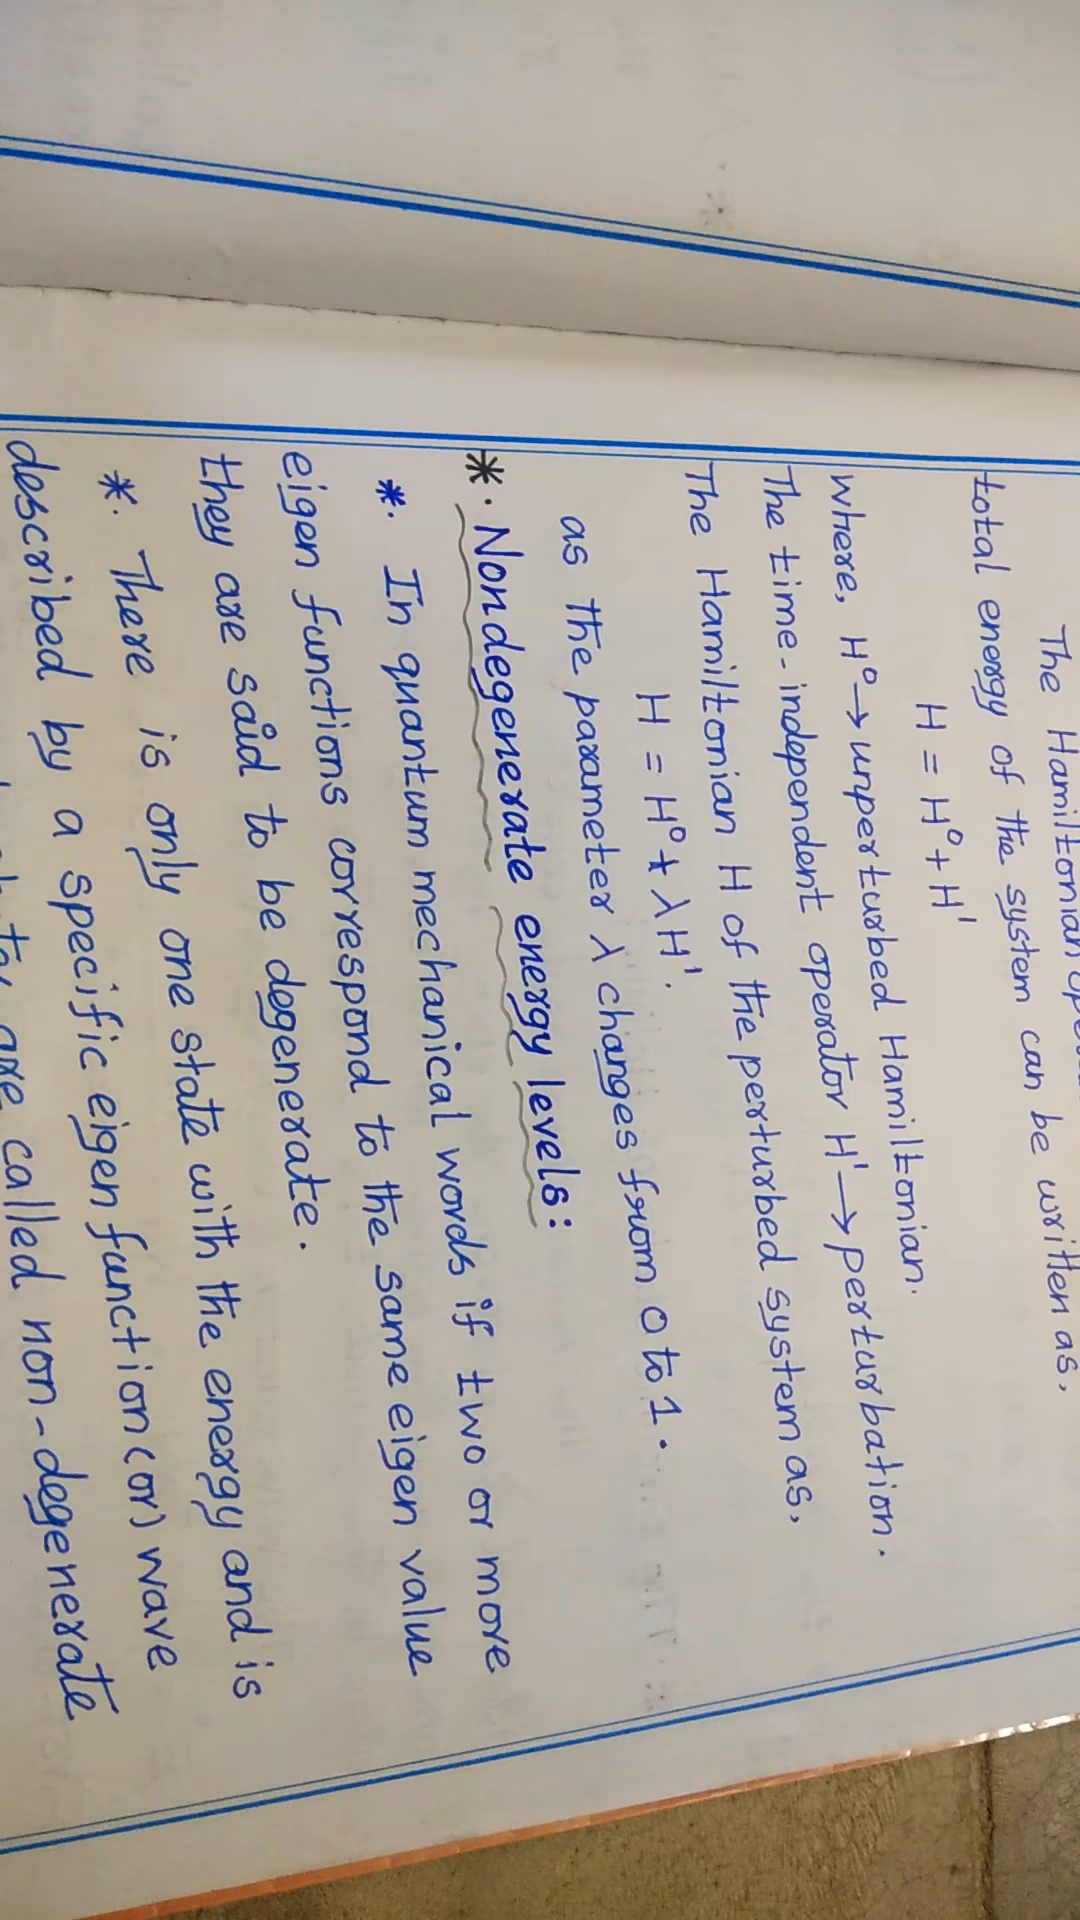 The Hamiltonian
total energy of the system can be written as,
H = H⁰ + H'
where, H⁰ → unperturbed Hamiltonian.
The time-independent operator H' → perturbation.
The Hamiltonian H of the perturbed system as,
H = H⁰ + λH'.
as the parameter λ changes from 0 to 1.
*. Nondegenerate energy levels:
*. In quantum mechanical words if two or more
eigen functions correspond to the same eigen value
they are said to be degenerate.
*. There is only one state with the energy and is
described by a specific eigen function (or) wave
are called non-degenerate